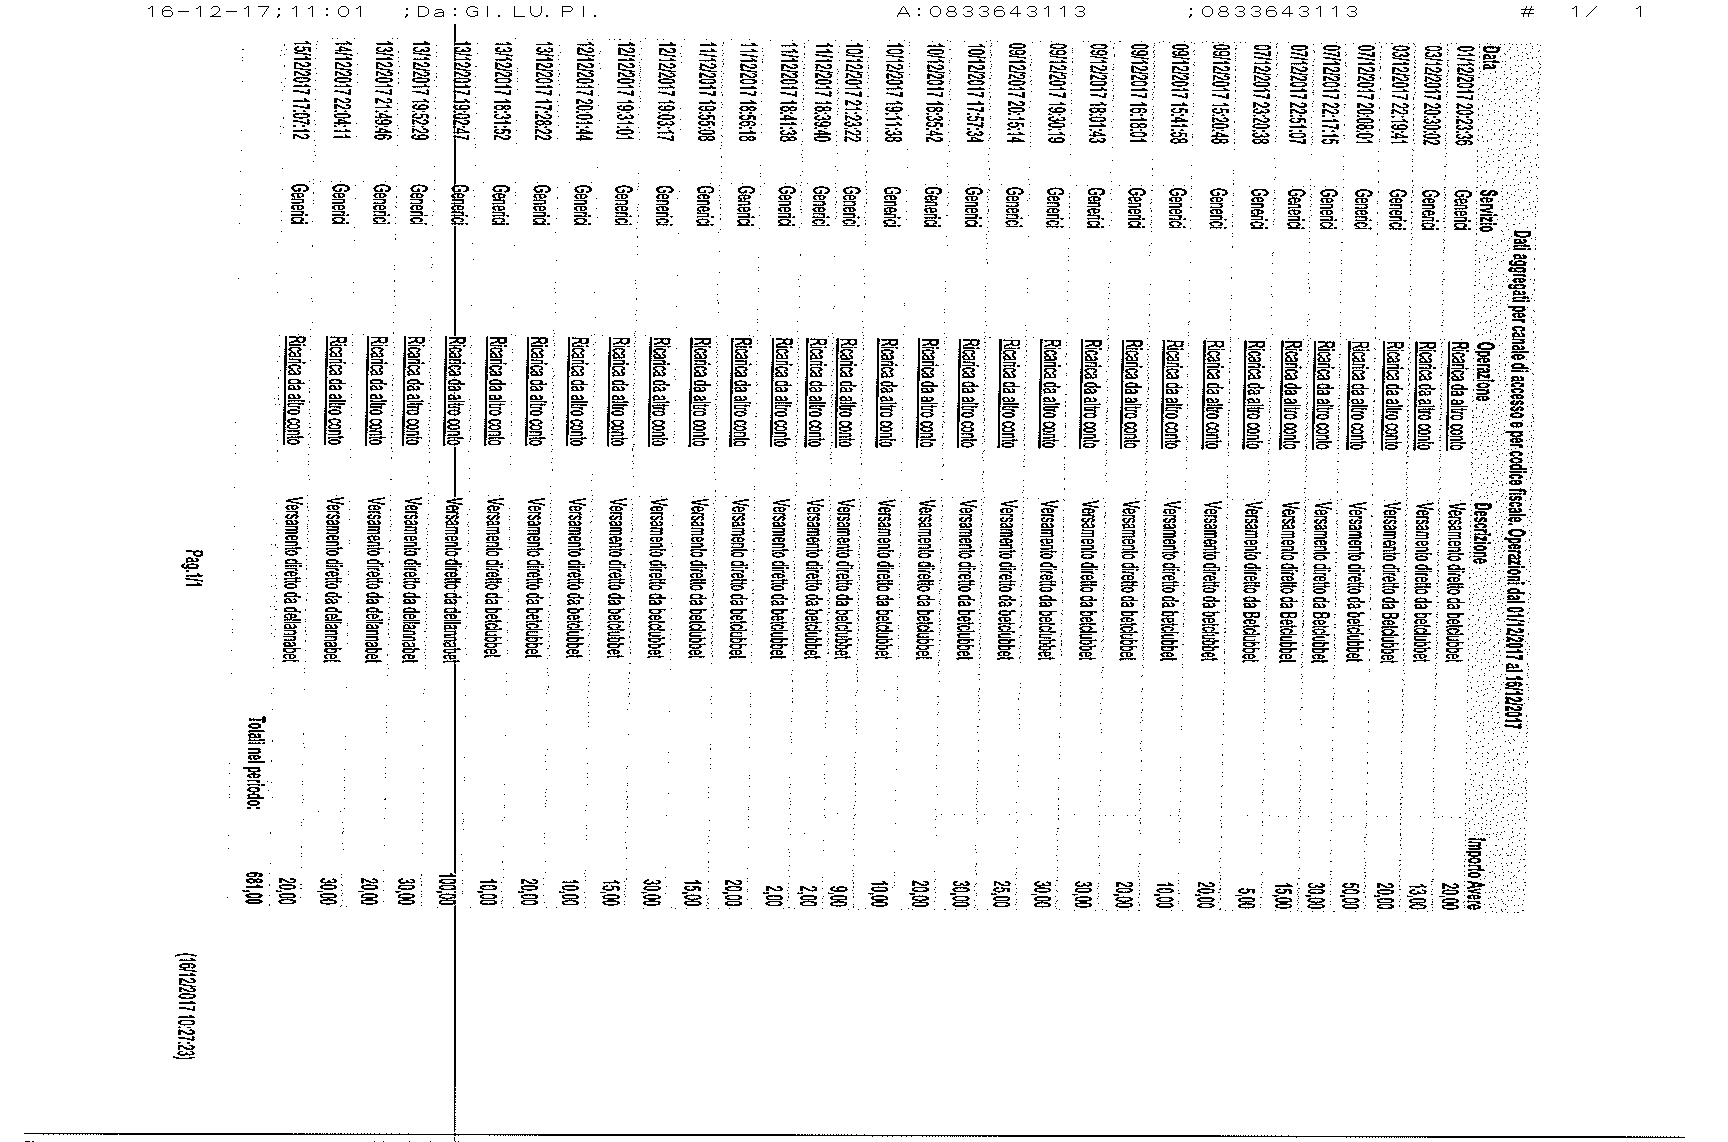 16-12-17;11:01 ;Da:GI.LU.PI. A:0833643113 ;0833643113 # 1/ 1
Dati aggregati per canale di accesso e per codice fiscale. Operazioni dal 01/12/2017 al 16/12/2017
Data Servizio Operazione Descrizione Importo Avere
01/12/2017 20:23:36 Generici Ricarica da altro conto Versamento diretto da betclubbet 20,00
03/12/2017 20:30:02 Generici Ricarica da altro conto Versamento diretto da betclubbet 13,00
03/12/2017 22:19:41 Generici Ricarica da altro conto Versamento diretto da Betclubbet 20,00
07/12/2017 20:08:01 Generici Ricarica da altro conto Versamento diretto da Betclubbet 50,00
07/12/2017 22:17:15 Generici Ricarica da altro conto Versamento diretto da Betclubbet 30,00
07/12/2017 22:51:07 Generici Ricarica da altro conto Versamento diretto da Betclubbet 15,00
07/12/2017 23:20:38 Generici Ricarica da altro conto Versamento diretto da Betclubbet 5,00
09/12/2017 15:20:48 Generici Ricarica da altro conto Versamento diretto da betclubbet 20,00
09/12/2017 15:41:58 Generici Ricarica da altro conto Versamento diretto da betclubbet 10,00
09/12/2017 16:18:01 Generici Ricarica da altro conto Versamento diretto da betclubbet 20,00
09/12/2017 18:01:43 Generici Ricarica da altro conto Versamento diretto da betclubbet 30,00
09/12/2017 19:30:19 Generici Ricarica da altro conto Versamento diretto da betclubbet 30,00
09/12/2017 20:15:14 Generici Ricarica da altro conto Versamento diretto da betclubbet 25,00
10/12/2017 17:57:34 Generici Ricarica da altro conto Versamento diretto da betclubbet 30,00
10/12/2017 18:35:42 Generici Ricarica da altro conto Versamento diretto da betclubbet 20,00
10/12/2017 19:11:38 Generici Ricarica da altro conto Versamento diretto da betclubbet 10,00
10/12/2017 21:23:22 Generici Ricarica da altro conto Versamento diretto da betclubbet 9,00
11/12/2017 18:39:40 Generici Ricarica da altro conto Versamento diretto da betclubbet 2,00
11/12/2017 18:41:38 Generici Ricarica da altro conto Versamento diretto da betclubbet 2,00
11/12/2017 18:56:18 Generici Ricarica da altro conto Versamento diretto da betclubbet 20,00
11/12/2017 19:55:08 Generici Ricarica da altro conto Versamento diretto da betclubbet 15,00
12/12/2017 19:03:17 Generici Ricarica da altro conto Versamento diretto da betclubbet 30,00
12/12/2017 19:31:01 Generici Ricarica da altro conto Versamento diretto da betclubbet 15,00
12/12/2017 20:01:44 Generici Ricarica da altro conto Versamento diretto da betclubbet 10,00
13/12/2017 17:28:22 Generici Ricarica da altro conto Versamento diretto da betclubbet 20,00
13/12/2017 18:31:52 Generici Ricarica da altro conto Versamento diretto da betclubbet 10,00
13/12/2017 19:02:47 Generici Ricarica da altro conto Versamento diretto da dellannabet 100,00
13/12/2017 19:52:29 Generici Ricarica da altro conto Versamento diretto da dellannabet 30,00
13/12/2017 21:49:46 Generici Ricarica da altro conto Versamento diretto da dellannabet 20,00
14/12/2017 22:04:11 Generici Ricarica da altro conto Versamento diretto da dellannabet 30,00
15/12/2017 17:07:12 Generici Ricarica da altro conto Versamento diretto da dellannabet 20,00
Totali nel periodo: 681,00
Pag.1/1 (16/12/2017 10:27:23)